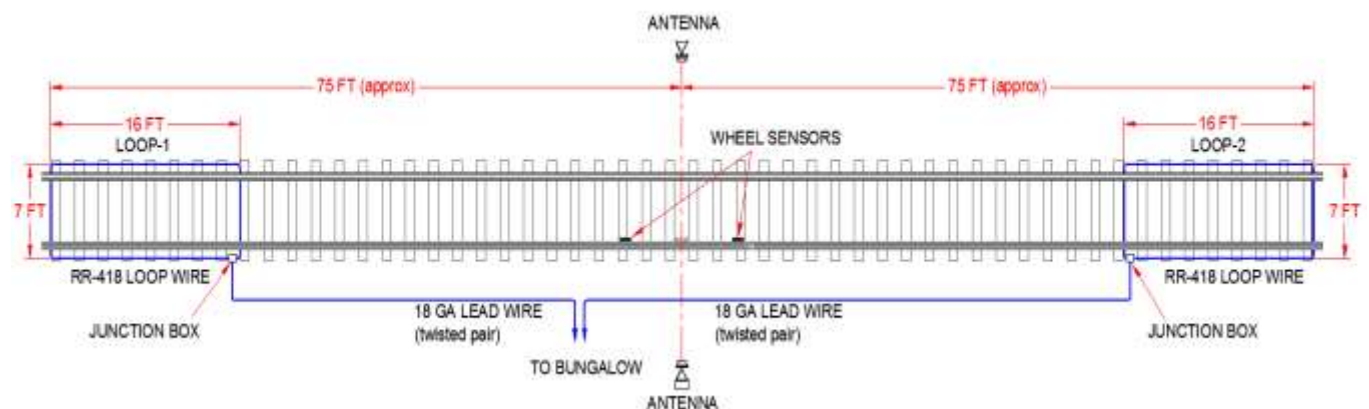 ANTENNA
75 FT (approx)
75 FT (approx)
16 FT
LOOP-1
WHEEL SENSORS
16 FT
LOOP-2
7 FT
7 FT
RR-418 LOOP WIRE
RR-418 LOOP WIRE
18 GA LEAD WIRE
(twisted pair)
18 GA LEAD WIRE
(twisted pair)
JUNCTION BOX
JUNCTION BOX
TO BUNGALOW
ANTENNA